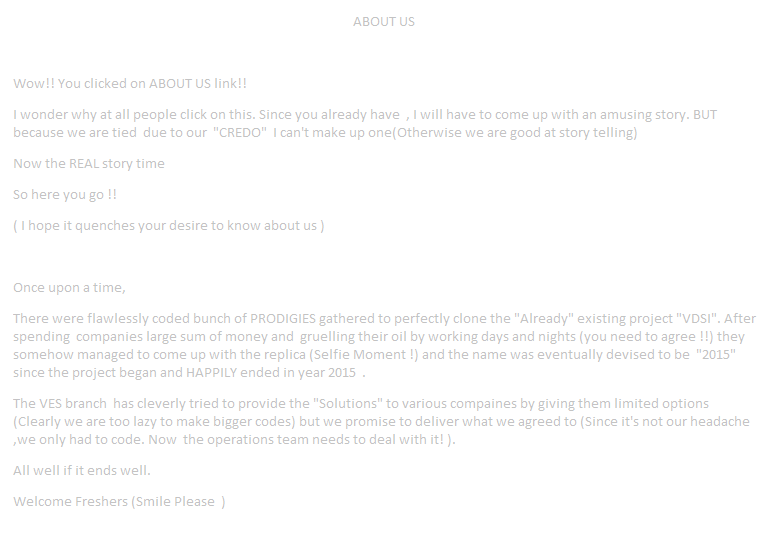 ABOUT US
Wow!! You clicked on ABOUT US link!!
I wonder why at all people click on this. Since you already have , I will have to come up with an amusing story. BUT
because we are tied due to our "CREDO" I can't make up one(Otherwise we are good at story telling)
Now the REAL story time
So here you go !!
( I hope it quenches your desire to know about us )
Once upon a time,
There were flawlessly coded bunch of PRODIGIES gathered to perfectly clone the "Already" existing project "VDSI". After
spending companies large sum of money and gruelling their oil by working days and nights (you need to agree !!) they
somehow managed to come up with the replica (Selfie Moment !) and the name was eventually devised to be "2015"
since the project began and HAPPILY ended in year 2015 .
The VES branch has cleverly tried to provide the "Solutions" to various compaines by giving them limited options
(Clearly we are too lazy to make bigger codes) but we promise to deliver what we agreed to (Since it's not our headache
,we only had to code. Now the operations team needs to deal with it! ).
All well if it ends well.
Welcome Freshers (Smile Please )